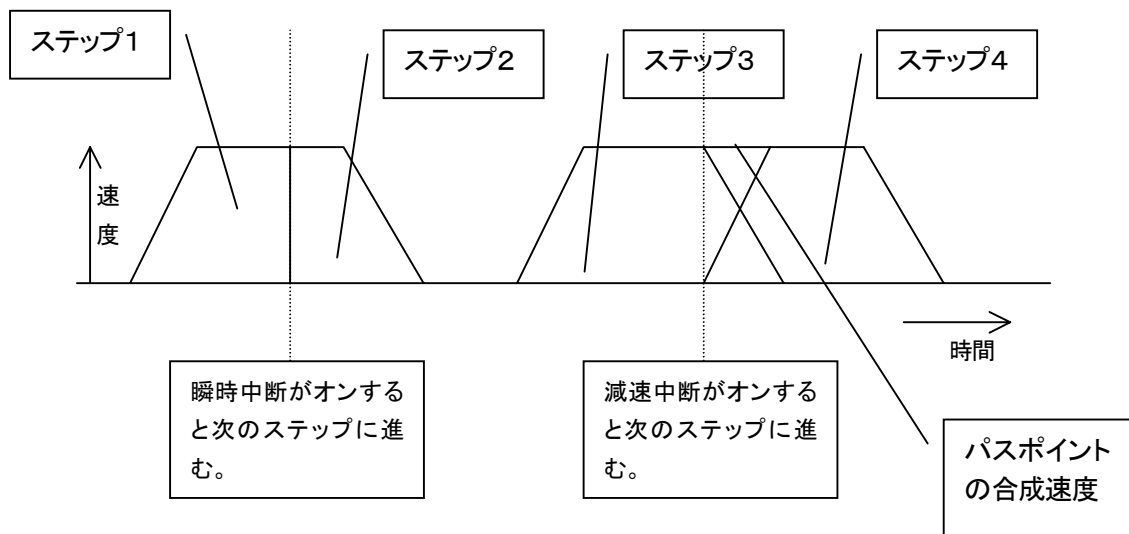 ステップ1
ステップ2
ステップ3
ステップ4
速
度
時間
瞬時中断がオンする
と次のステップに進
む。
減速中断がオンする
と次のステップに進
む。
パスポイント
の合成速度